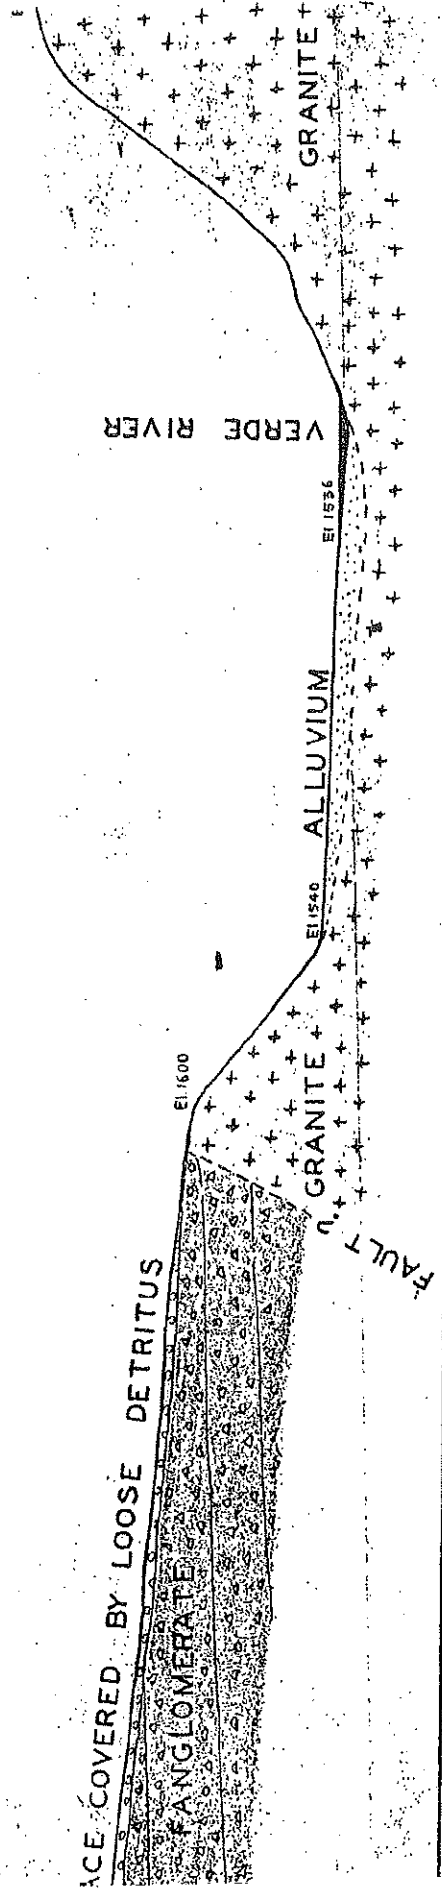 E
ACE COVERED BY LOOSE DETRITUS
FANGLOMERATE
El. 1600
FAULT
GRANITE
El 1540
ALLUVIUM
El 1536
VERDE RIVER
GRANITE